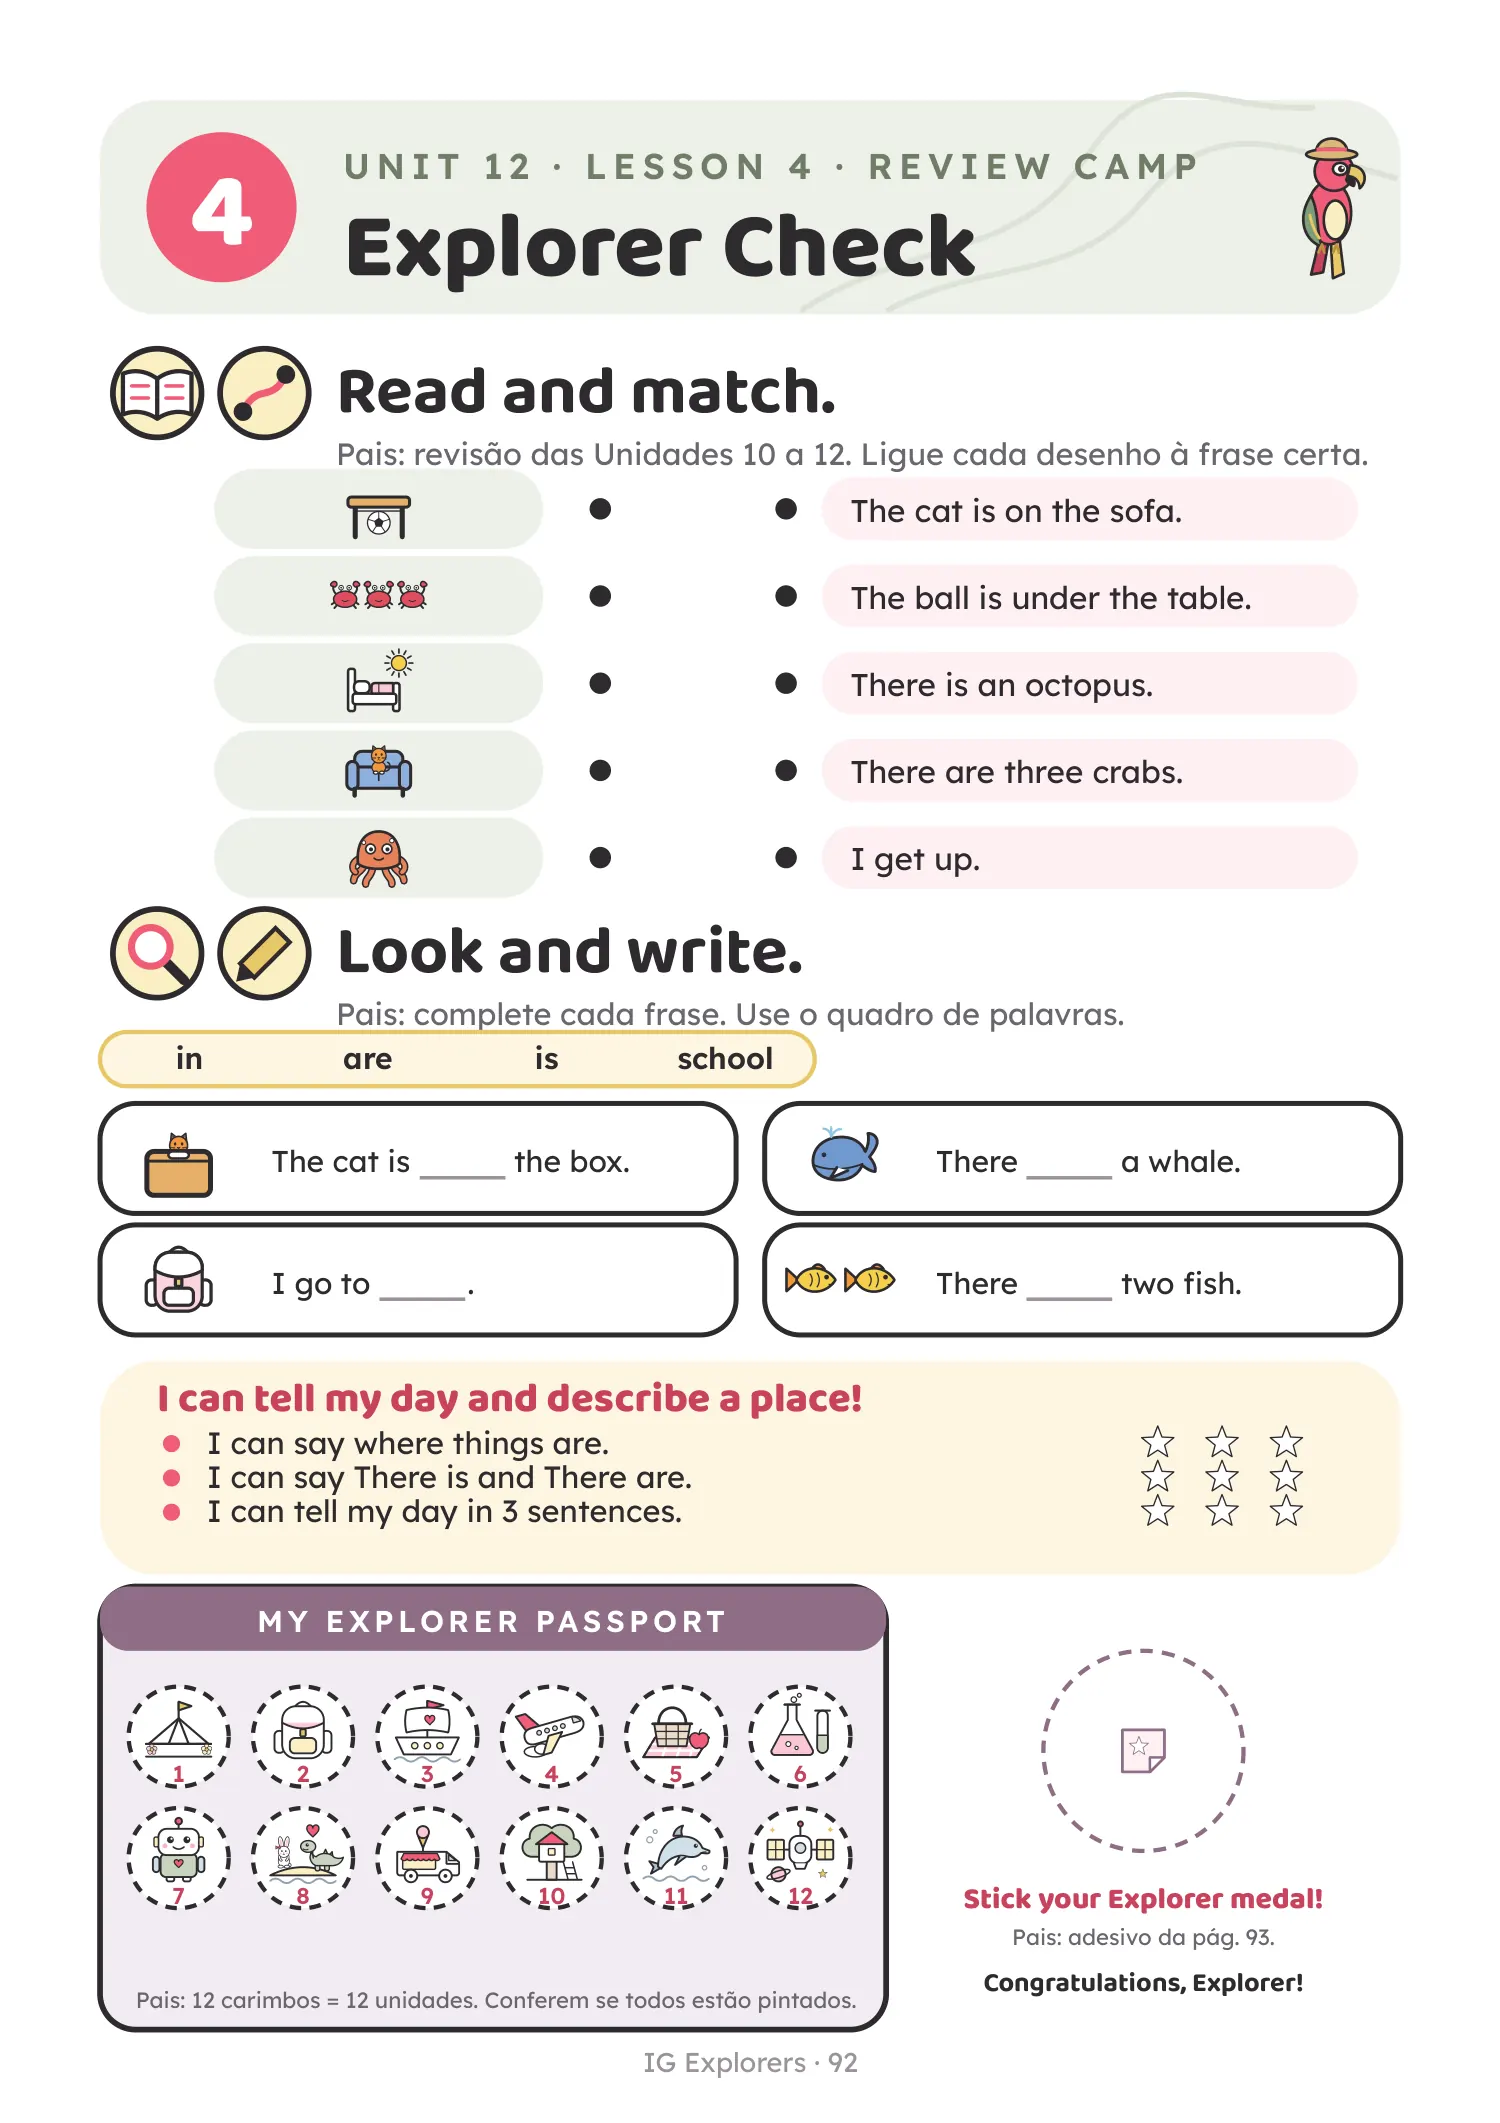 4
UNIT 12 · LESSON 4 · REVIEW CAMP
Explorer Check
Read and match.
Pais: revisão das Unidades 10 a 12. Ligue cada desenho à frase certa.
The cat is on the sofa.
The ball is under the table.
There is an octopus.
There are three crabs.
I get up.
Look and write.
Pais: complete cada frase. Use o quadro de palavras.
in are is school
The cat is _____ the box.
There _____ a whale.
I go to _____.
There _____ two fish.
I can tell my day and describe a place!
I can say where things are.
I can say There is and There are.
I can tell my day in 3 sentences.
MY EXPLORER PASSPORT
1 2 3 4 5 6
7 8 9 10 11 12
Pais: 12 carimbos = 12 unidades. Conferem se todos estão pintados.
Stick your Explorer medal!
Pais: adesivo da pág. 93.
Congratulations, Explorer!
IG Explorers · 92